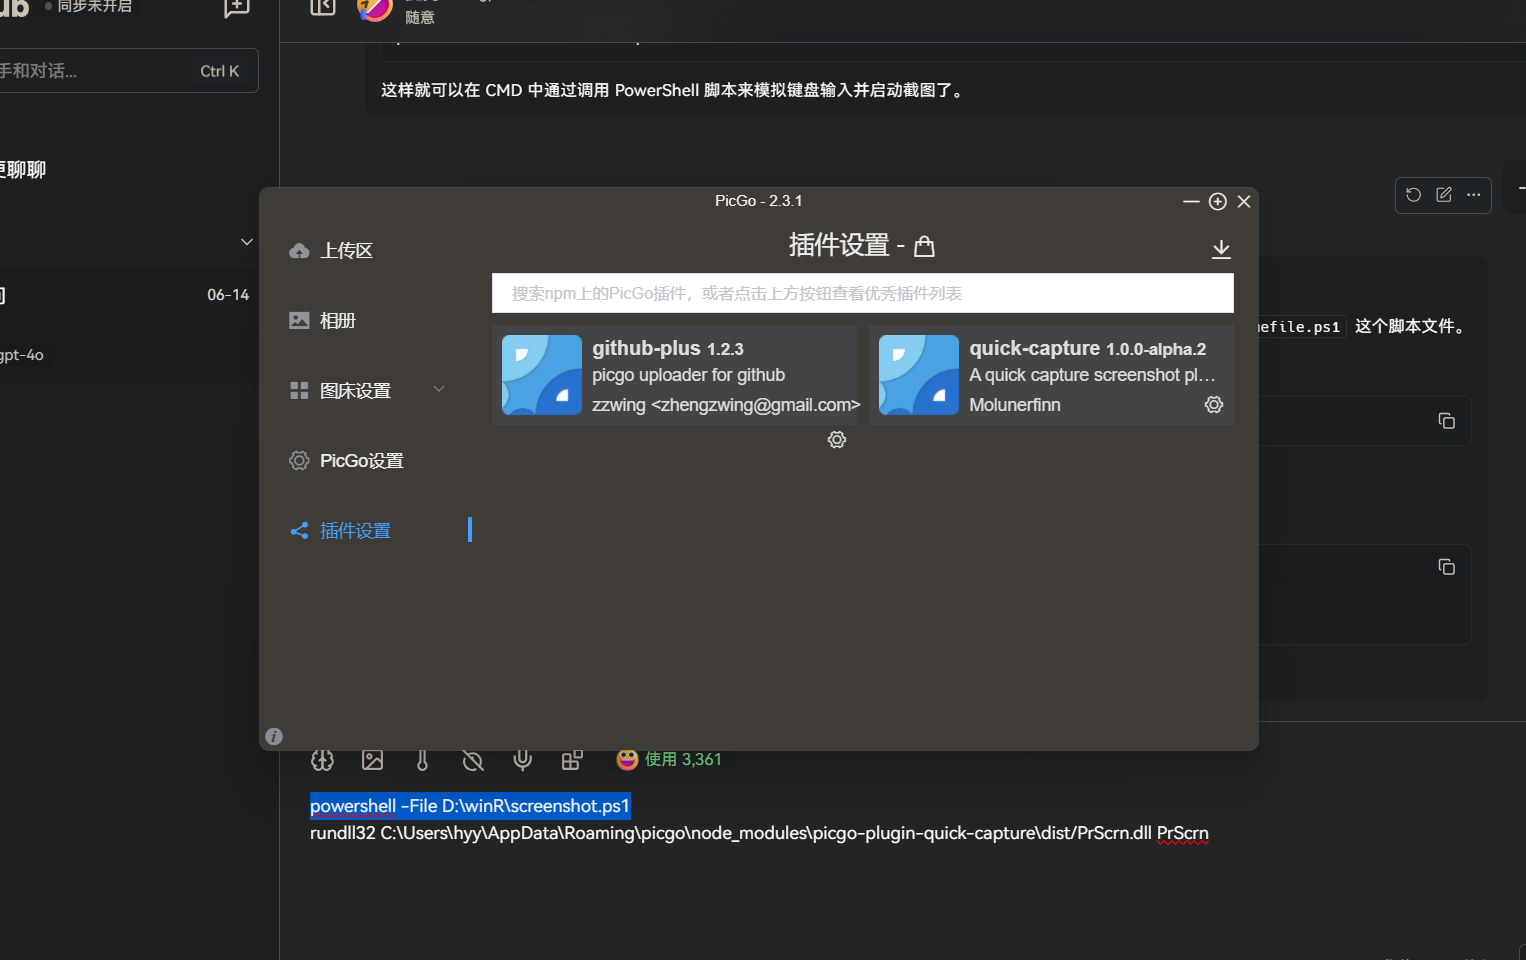 同步未开启
随意
手和对话... Ctrl K
这样就可以在 CMD 中通过调用 PowerShell 脚本来模拟键盘输入并启动截图了。
更聊聊
06-14
gpt-4o
PicGo - 2.3.1
上传区
相册
图床设置
PicGo设置
插件设置
插件设置 -
搜索npm上的PicGo插件，或者点击上方按钮查看优秀插件列表
github-plus 1.2.3
picgo uploader for github
zzwing <zhengzwing@gmail.com>
quick-capture 1.0.0-alpha.2
A quick capture screenshot pl...
Molunerfinn
efile.ps1 这个脚本文件。
使用 3,361
powershell -File D:\winR\screenshot.ps1
rundll32 C:\Users\hyy\AppData\Roaming\picgo\node_modules\picgo-plugin-quick-capture\dist/PrScrn.dll PrScrn